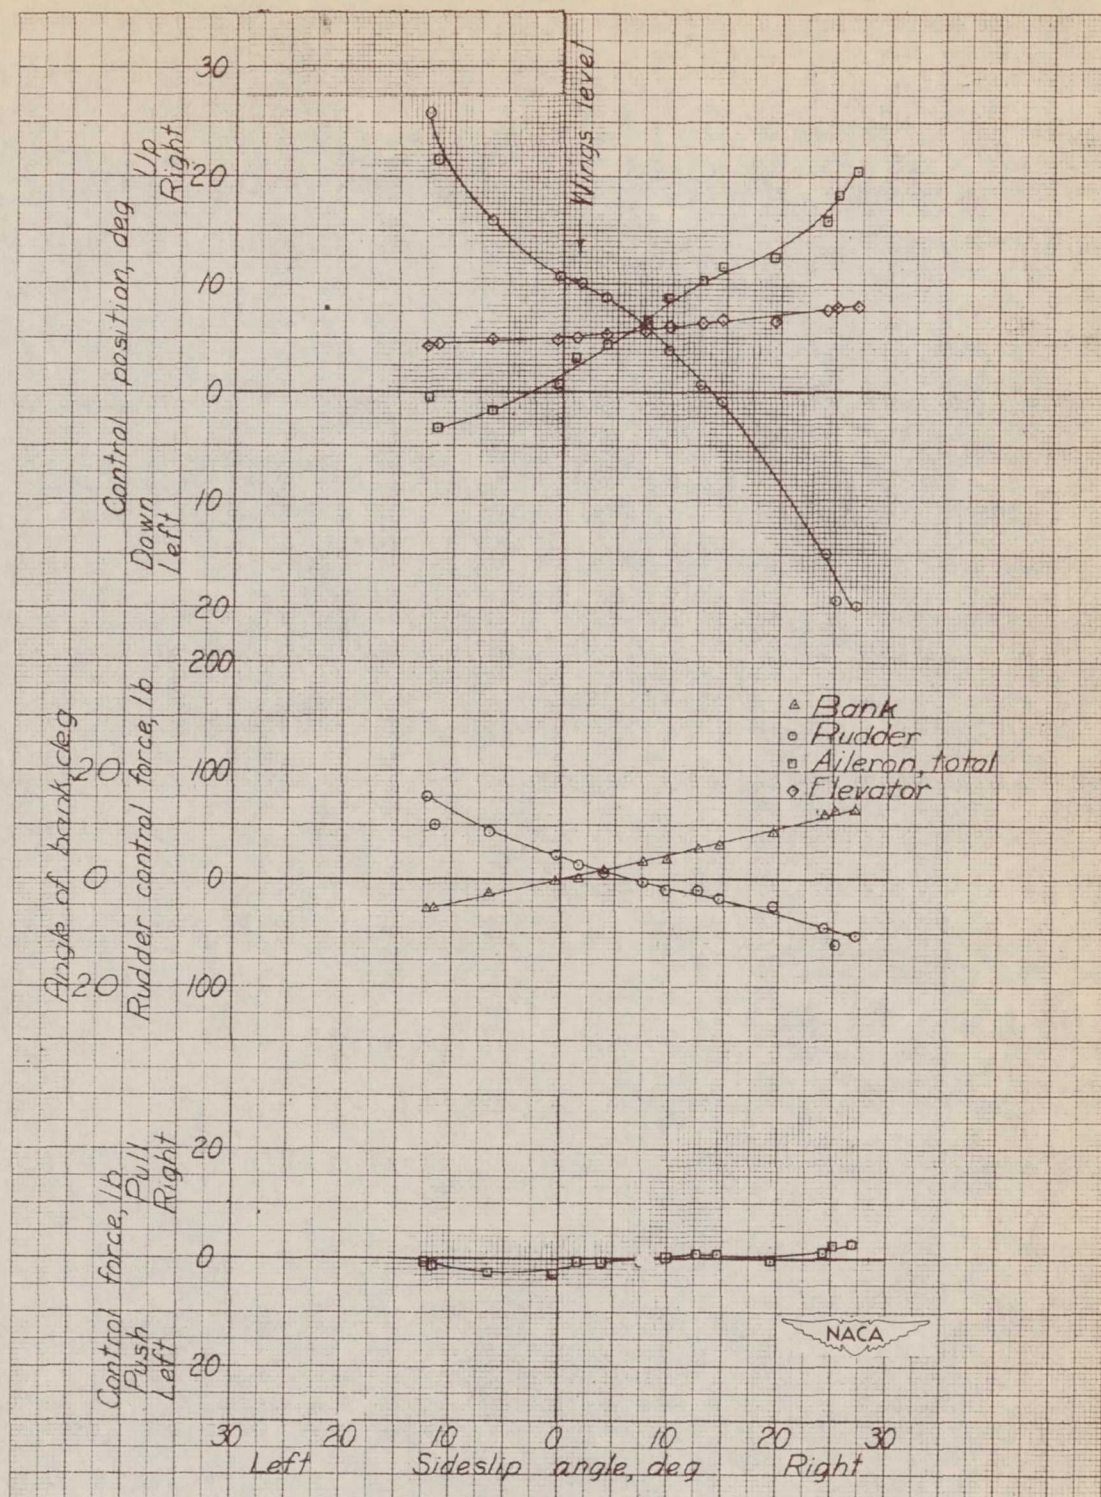 30
Up
Right
20
Control position, deg
Wings level
10
0
10
Down
Left
20
200
Angle of bank, deg
Rudder control force, lb
20
100
0
0
20
100
Bank
Rudder
Aileron, total
Elevator
20
Pull
Right
Control force, lb
0
Push
Left
20
NACA
30 20 10 0 10 20 30
Left Sideslip angle, deg Right